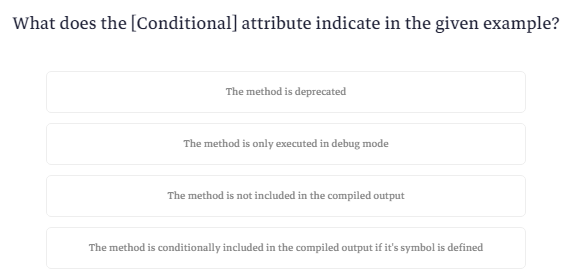 What does the [Conditional] attribute indicate in the given example?
The method is deprecated
The method is only executed in debug mode
The method is not included in the compiled output
The method is conditionally included in the compiled output if it's symbol is defined